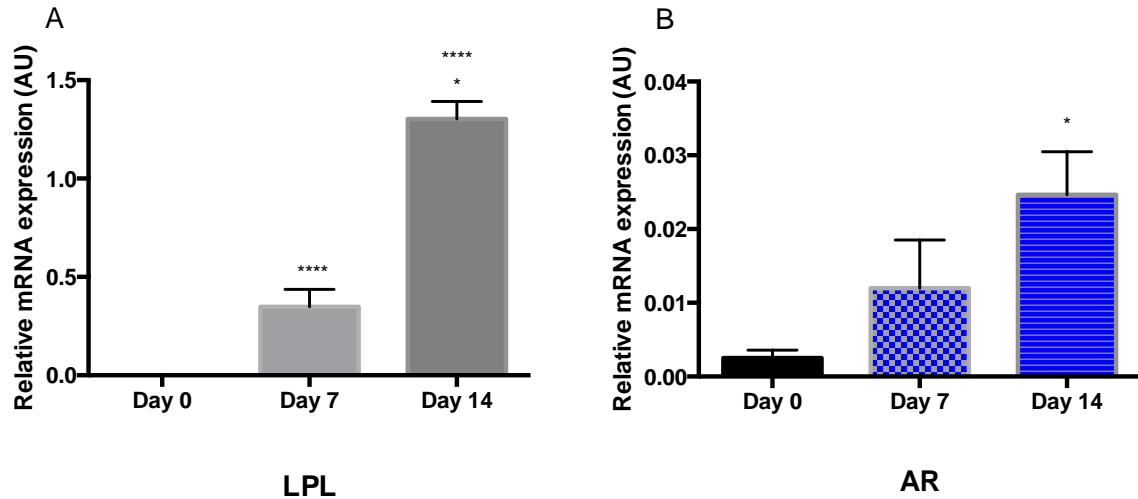 A
Relative mRNA expression (AU)
1.5
1.0
0.5
0.0
****
****
*
Day 0
Day 7
Day 14
LPL
B
Relative mRNA expression (AU)
0.04
0.03
0.02
0.01
0.00
*
Day 0
Day 7
Day 14
AR